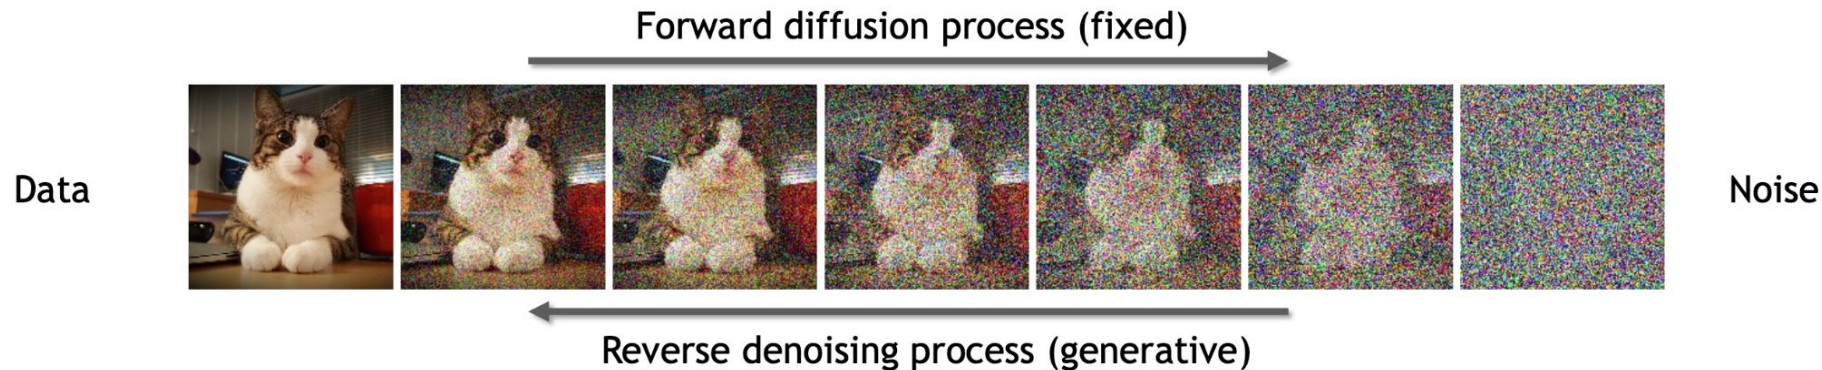 Forward diffusion process (fixed)
Data
Noise
Reverse denoising process (generative)